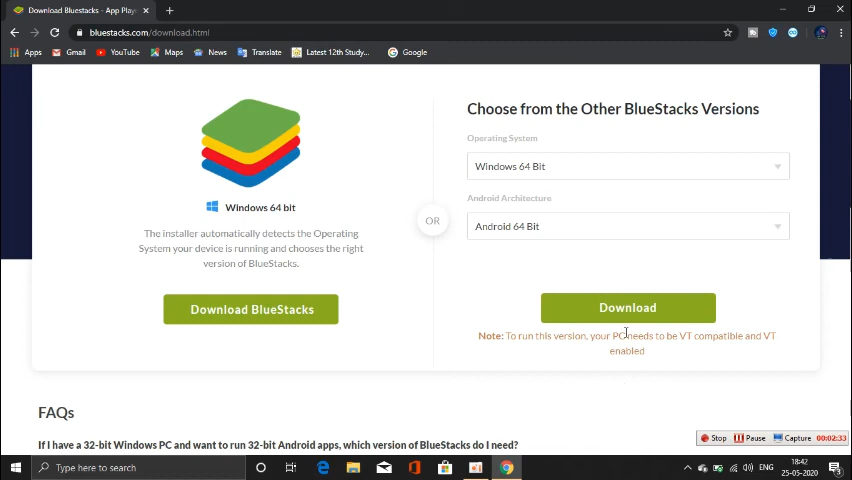 Download Bluestacks - App Playe
bluestacks.com/download.html
Apps Gmail YouTube Maps News Translate Latest 12th Study... Google
Windows 64 bit
The installer automatically detects the Operating
System your device is running and chooses the right
version of BlueStacks.
Download BlueStacks
OR
Choose from the Other BlueStacks Versions
Operating System
Windows 64 Bit
Android Architecture
Android 64 Bit
Download
Note: To run this version, your PC needs to be VT compatible and VT
enabled
FAQs
If I have a 32-bit Windows PC and want to run 32-bit Android apps, which version of BlueStacks do I need?
Stop Pause Capture 00:02:33
Type here to search
ENG
18:42
25-05-2020
3